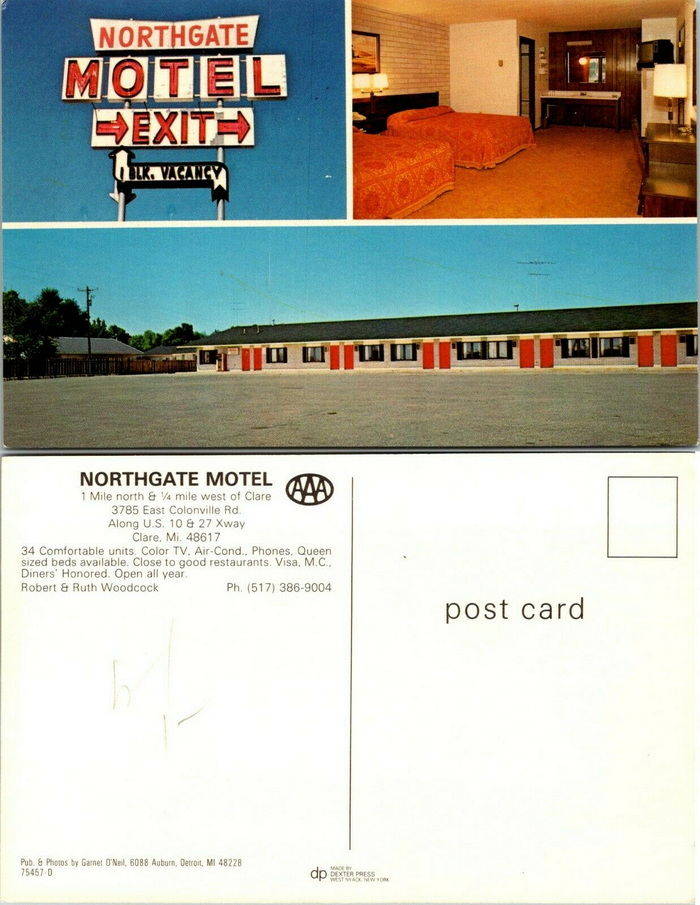 NORTHGATE
MOTEL
EXIT
1 BLK. VACANCY
NORTHGATE MOTEL
AAA
1 Mile north & ¼ mile west of Clare
3785 East Colonville Rd.
Along U.S. 10 & 27 Xway
Clare, Mi. 48617
34 Comfortable units. Color TV, Air-Cond., Phones, Queen
sized beds available. Close to good restaurants. Visa, M.C.,
Diners' Honored. Open all year.
Robert & Ruth Woodcock Ph. (517) 386-9004
post card
Pub. & Photos by Garnet O'Neil, 6088 Auburn, Detroit, MI 48228
75457-D
dp MADE BY
DEXTER PRESS
WEST NYACK, NEW YORK